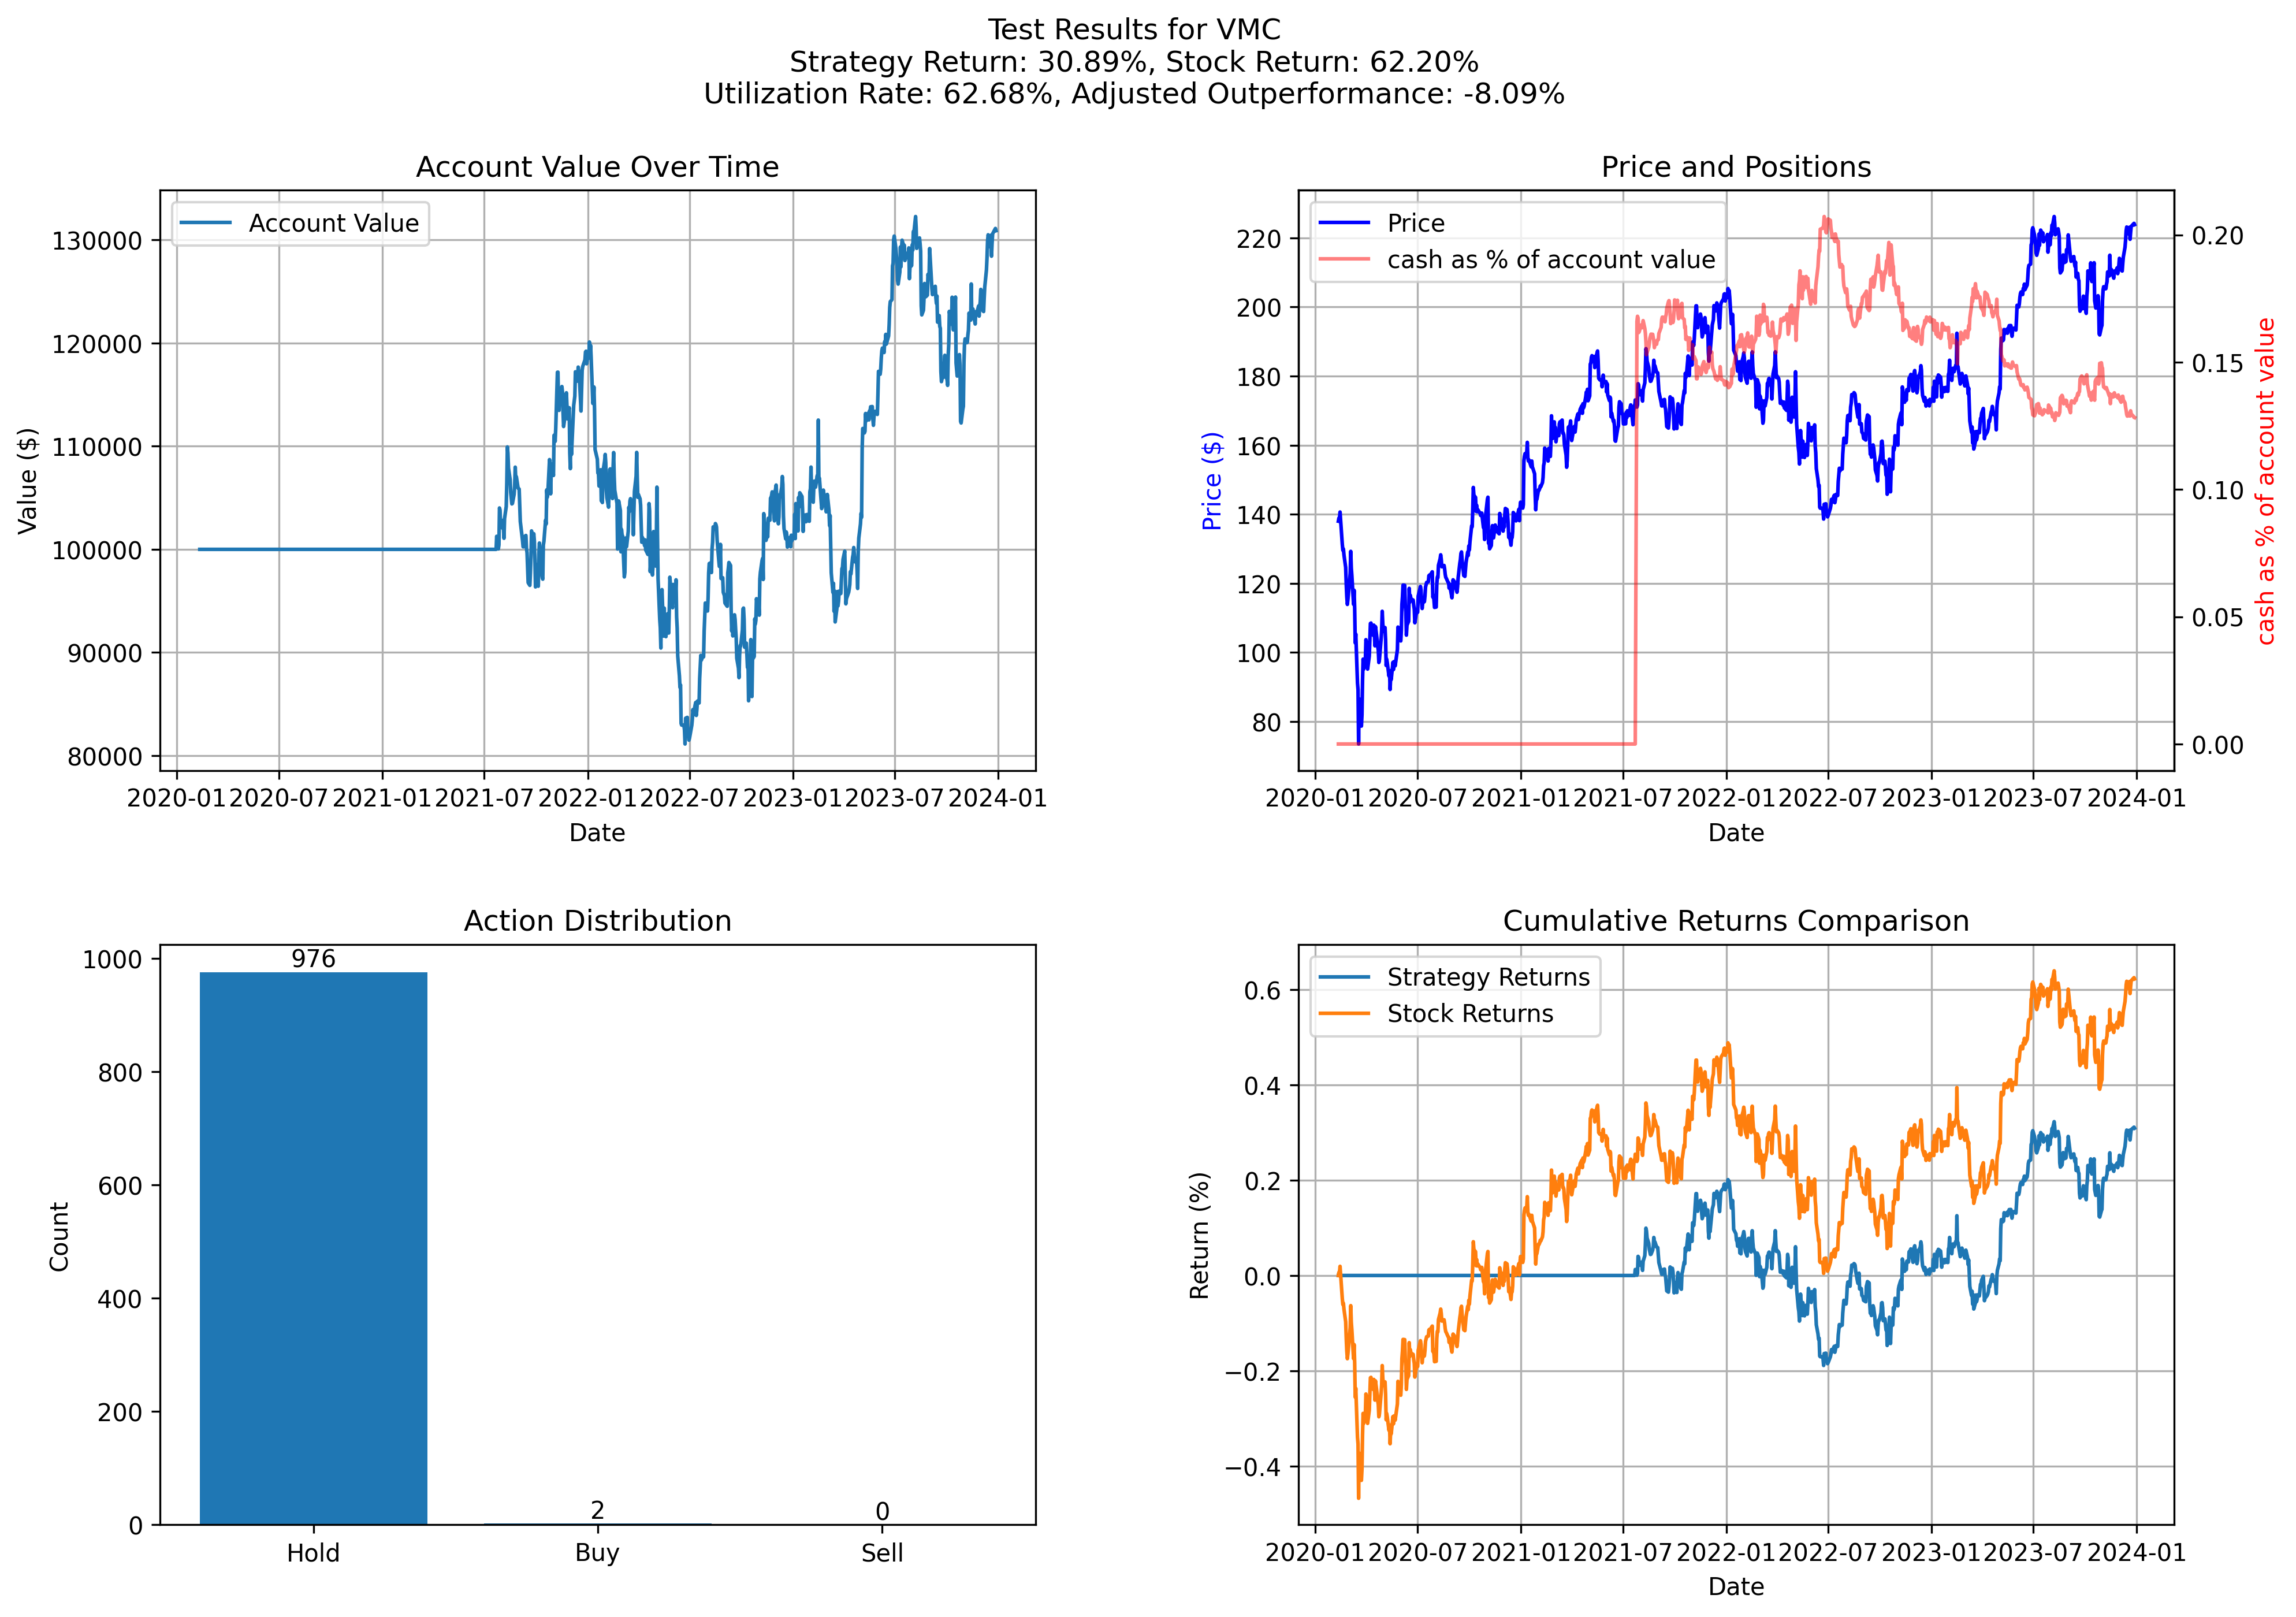 Test Results for VMC
Strategy Return: 30.89%, Stock Return: 62.20%
Utilization Rate: 62.68%, Adjusted Outperformance: -8.09%
Account Value Over Time
Account Value
130000
120000
110000
100000
90000
80000
Value ($)
2020-01 2020-07 2021-01 2021-07 2022-01 2022-07 2023-01 2023-07 2024-01
Date
Price and Positions
Price
cash as % of account value
220
200
180
160
140
120
100
80
Price ($)
0.20
0.15
0.10
0.05
0.00
cash as % of account value
2020-01 2020-07 2021-01 2021-07 2022-01 2022-07 2023-01 2023-07 2024-01
Date
Action Distribution
1000
800
600
400
200
0
Count
976
2
0
Hold Buy Sell
Cumulative Returns Comparison
Strategy Returns
Stock Returns
0.6
0.4
0.2
0.0
−0.2
−0.4
Return (%)
2020-01 2020-07 2021-01 2021-07 2022-01 2022-07 2023-01 2023-07 2024-01
Date